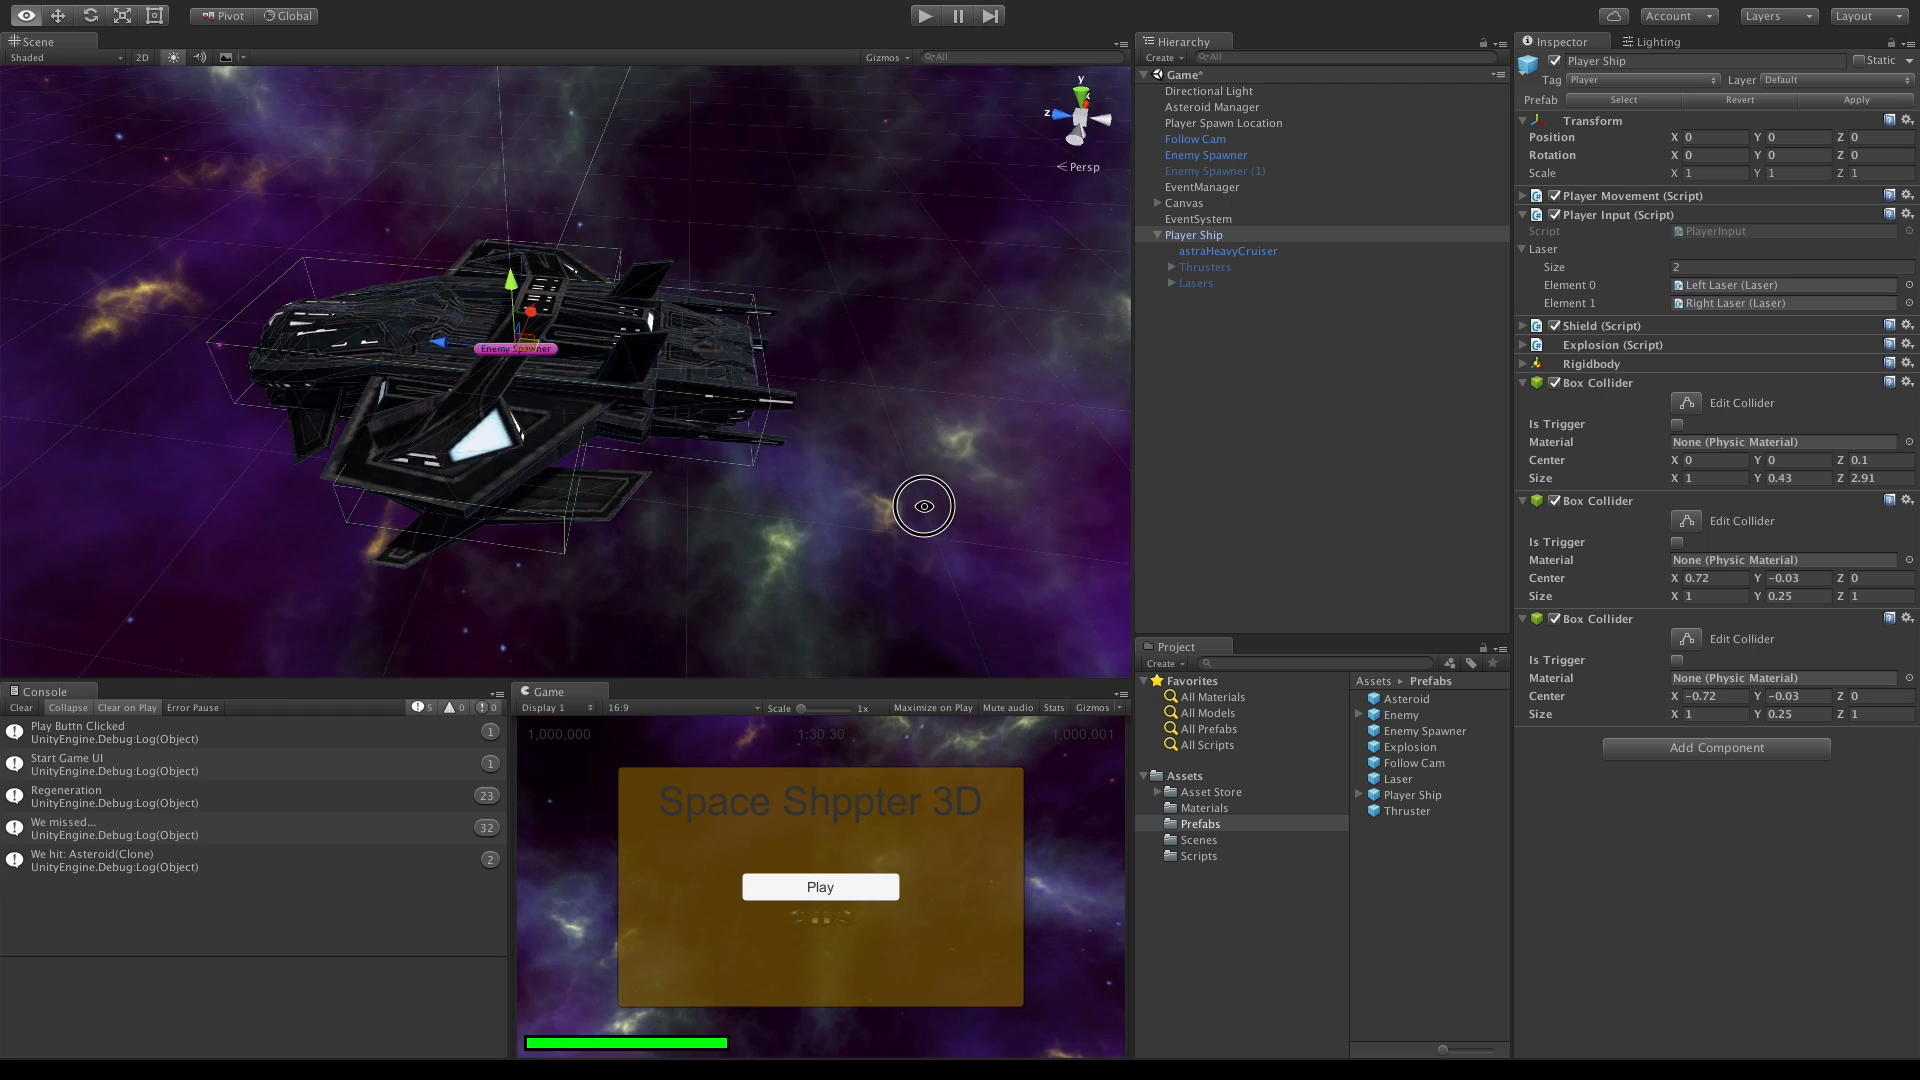 Pivot Global
Account Layers Layout
Scene
Shaded 2D Gizmos All
y
x
z
Persp
Enemy Spawner
Hierarchy
Create All
Game*
Directional Light
Asteroid Manager
Player Spawn Location
Follow Cam
Enemy Spawner
Enemy Spawner (1)
EventManager
Canvas
EventSystem
Player Ship
astraHeavyCruiser
Thrusters
Lasers
Inspector Lighting
Player Ship Static
Tag Player Layer Default
Prefab Select Revert Apply
Transform
Position X 0 Y 0 Z 0
Rotation X 0 Y 0 Z 0
Scale X 1 Y 1 Z 1
Player Movement (Script)
Player Input (Script)
Script PlayerInput
Laser
Size 2
Element 0 Left Laser (Laser)
Element 1 Right Laser (Laser)
Shield (Script)
Explosion (Script)
Rigidbody
Box Collider
Edit Collider
Is Trigger
Material None (Physic Material)
Center X 0 Y 0 Z 0.1
Size X 1 Y 0.43 Z 2.91
Box Collider
Edit Collider
Is Trigger
Material None (Physic Material)
Center X 0.72 Y -0.03 Z 0
Size X 1 Y 0.25 Z 1
Box Collider
Edit Collider
Is Trigger
Material None (Physic Material)
Center X -0.72 Y -0.03 Z 0
Size X 1 Y 0.25 Z 1
Add Component
Console
Clear Collapse Clear on Play Error Pause 5 0 0
Play Buttn Clicked
UnityEngine.Debug:Log(Object) 1
Start Game UI
UnityEngine.Debug:Log(Object) 1
Regeneration
UnityEngine.Debug:Log(Object) 23
We missed...
UnityEngine.Debug:Log(Object) 32
We hit: Asteroid(Clone)
UnityEngine.Debug:Log(Object) 2
Game
Display 1 16:9 Scale 1x Maximize on Play Mute audio Stats Gizmos
1,000,000 1:30.30 1,000,001
Space Shppter 3D
Play
Project
Create
Favorites
All Materials
All Models
All Prefabs
All Scripts
Assets
Asset Store
Materials
Prefabs
Scenes
Scripts
Assets Prefabs
Asteroid
Enemy
Enemy Spawner
Explosion
Follow Cam
Laser
Player Ship
Thruster